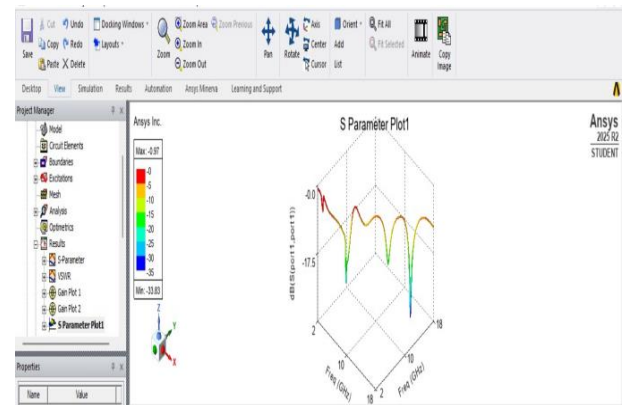 Save
Cut
Undo
Copy
Redo
Paste
Delete
Docking Windows
Layouts
Zoom
Zoom Area
Zoom Previous
Zoom In
Zoom Out
Pan
Rotate
Axis
Center
Cursor
Orient
Add
List
Fit All
Fit Selected
Animate
Copy Image
Desktop View Simulation Results Automation Ansys Minerva Learning and Support
Project Manager
Model
Circuit Elements
Boundaries
Excitations
Mesh
Analysis
Optimetrics
Results
S-Parameter
VSWR
Gain Plot 1
Gain Plot 2
S Parameter Plot1
Properties
Name Value
Ansys Inc.
Max: -0.97
-0
-5
-10
-15
-20
-25
-30
-35
Min: -33.83
Z
Y
X
S Parameter Plot1
-0.0
-17.5
dB(S(port1,port1))
2
10
18
Freq (GHz)
2
10
18
Freq (GHz)
Ansys
2025 R2
STUDENT